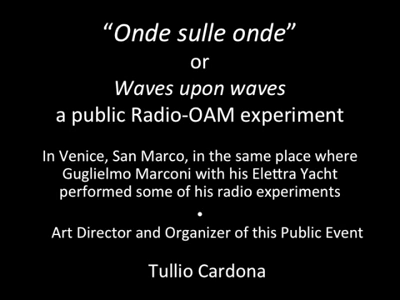 “Onde sulle onde”
or
Waves upon waves
a public Radio-OAM experiment
In Venice, San Marco, in the same place where
Guglielmo Marconi with his Elettra Yacht
performed some of his radio experiments
•
Art Director and Organizer of this Public Event
Tullio Cardona